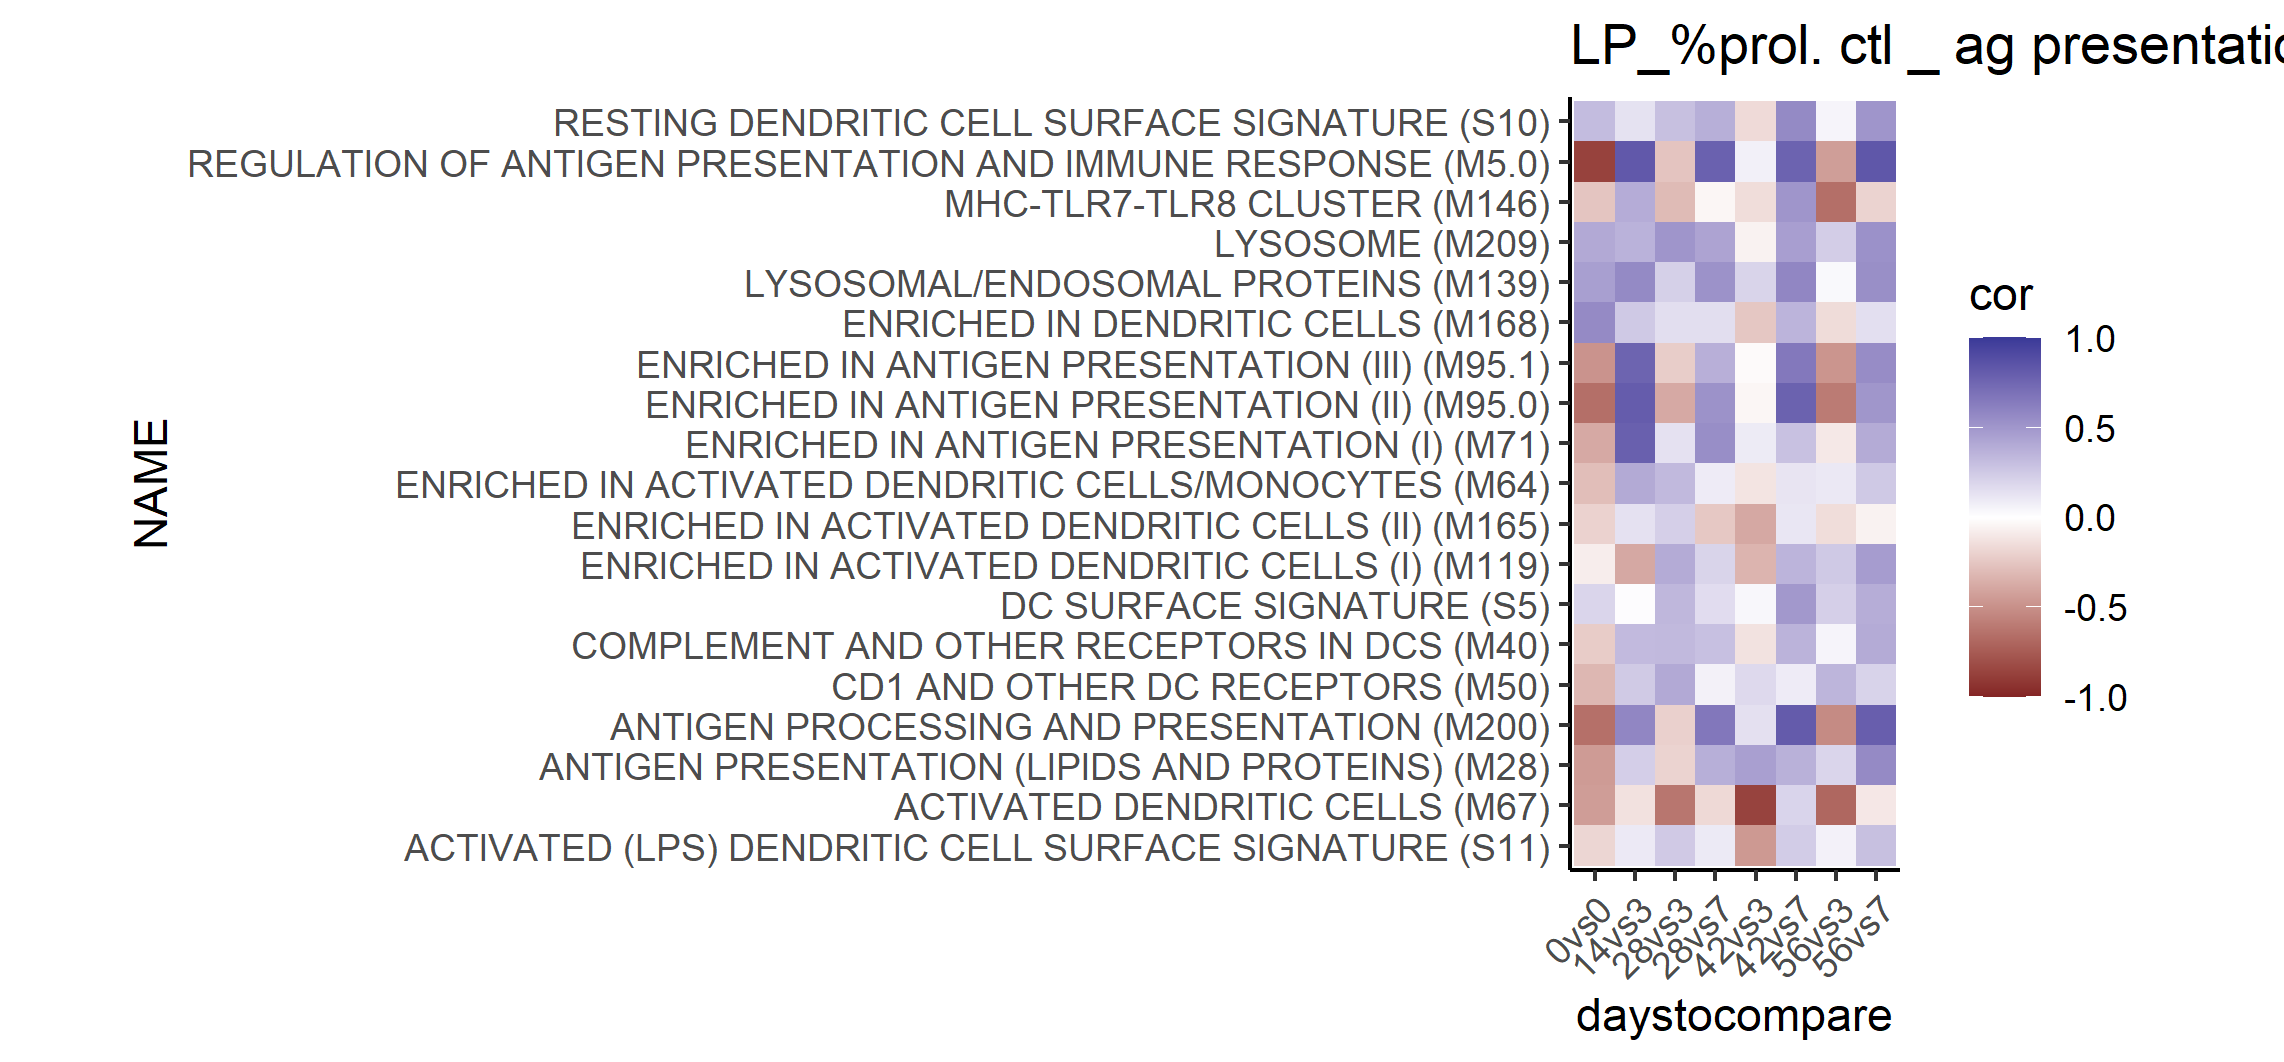 LP_%prol. ctl _ ag presentatio
RESTING DENDRITIC CELL SURFACE SIGNATURE (S10)
REGULATION OF ANTIGEN PRESENTATION AND IMMUNE RESPONSE (M5.0)
MHC-TLR7-TLR8 CLUSTER (M146)
LYSOSOME (M209)
LYSOSOMAL/ENDOSOMAL PROTEINS (M139)
ENRICHED IN DENDRITIC CELLS (M168)
ENRICHED IN ANTIGEN PRESENTATION (III) (M95.1)
ENRICHED IN ANTIGEN PRESENTATION (II) (M95.0)
ENRICHED IN ANTIGEN PRESENTATION (I) (M71)
ENRICHED IN ACTIVATED DENDRITIC CELLS/MONOCYTES (M64)
ENRICHED IN ACTIVATED DENDRITIC CELLS (II) (M165)
ENRICHED IN ACTIVATED DENDRITIC CELLS (I) (M119)
DC SURFACE SIGNATURE (S5)
COMPLEMENT AND OTHER RECEPTORS IN DCS (M40)
CD1 AND OTHER DC RECEPTORS (M50)
ANTIGEN PROCESSING AND PRESENTATION (M200)
ANTIGEN PRESENTATION (LIPIDS AND PROTEINS) (M28)
ACTIVATED DENDRITIC CELLS (M67)
ACTIVATED (LPS) DENDRITIC CELL SURFACE SIGNATURE (S11)
NAME
0vs0
14vs3
28vs3
28vs7
42vs3
42vs7
56vs3
56vs7
daystocompare
cor
1.0
0.5
0.0
-0.5
-1.0